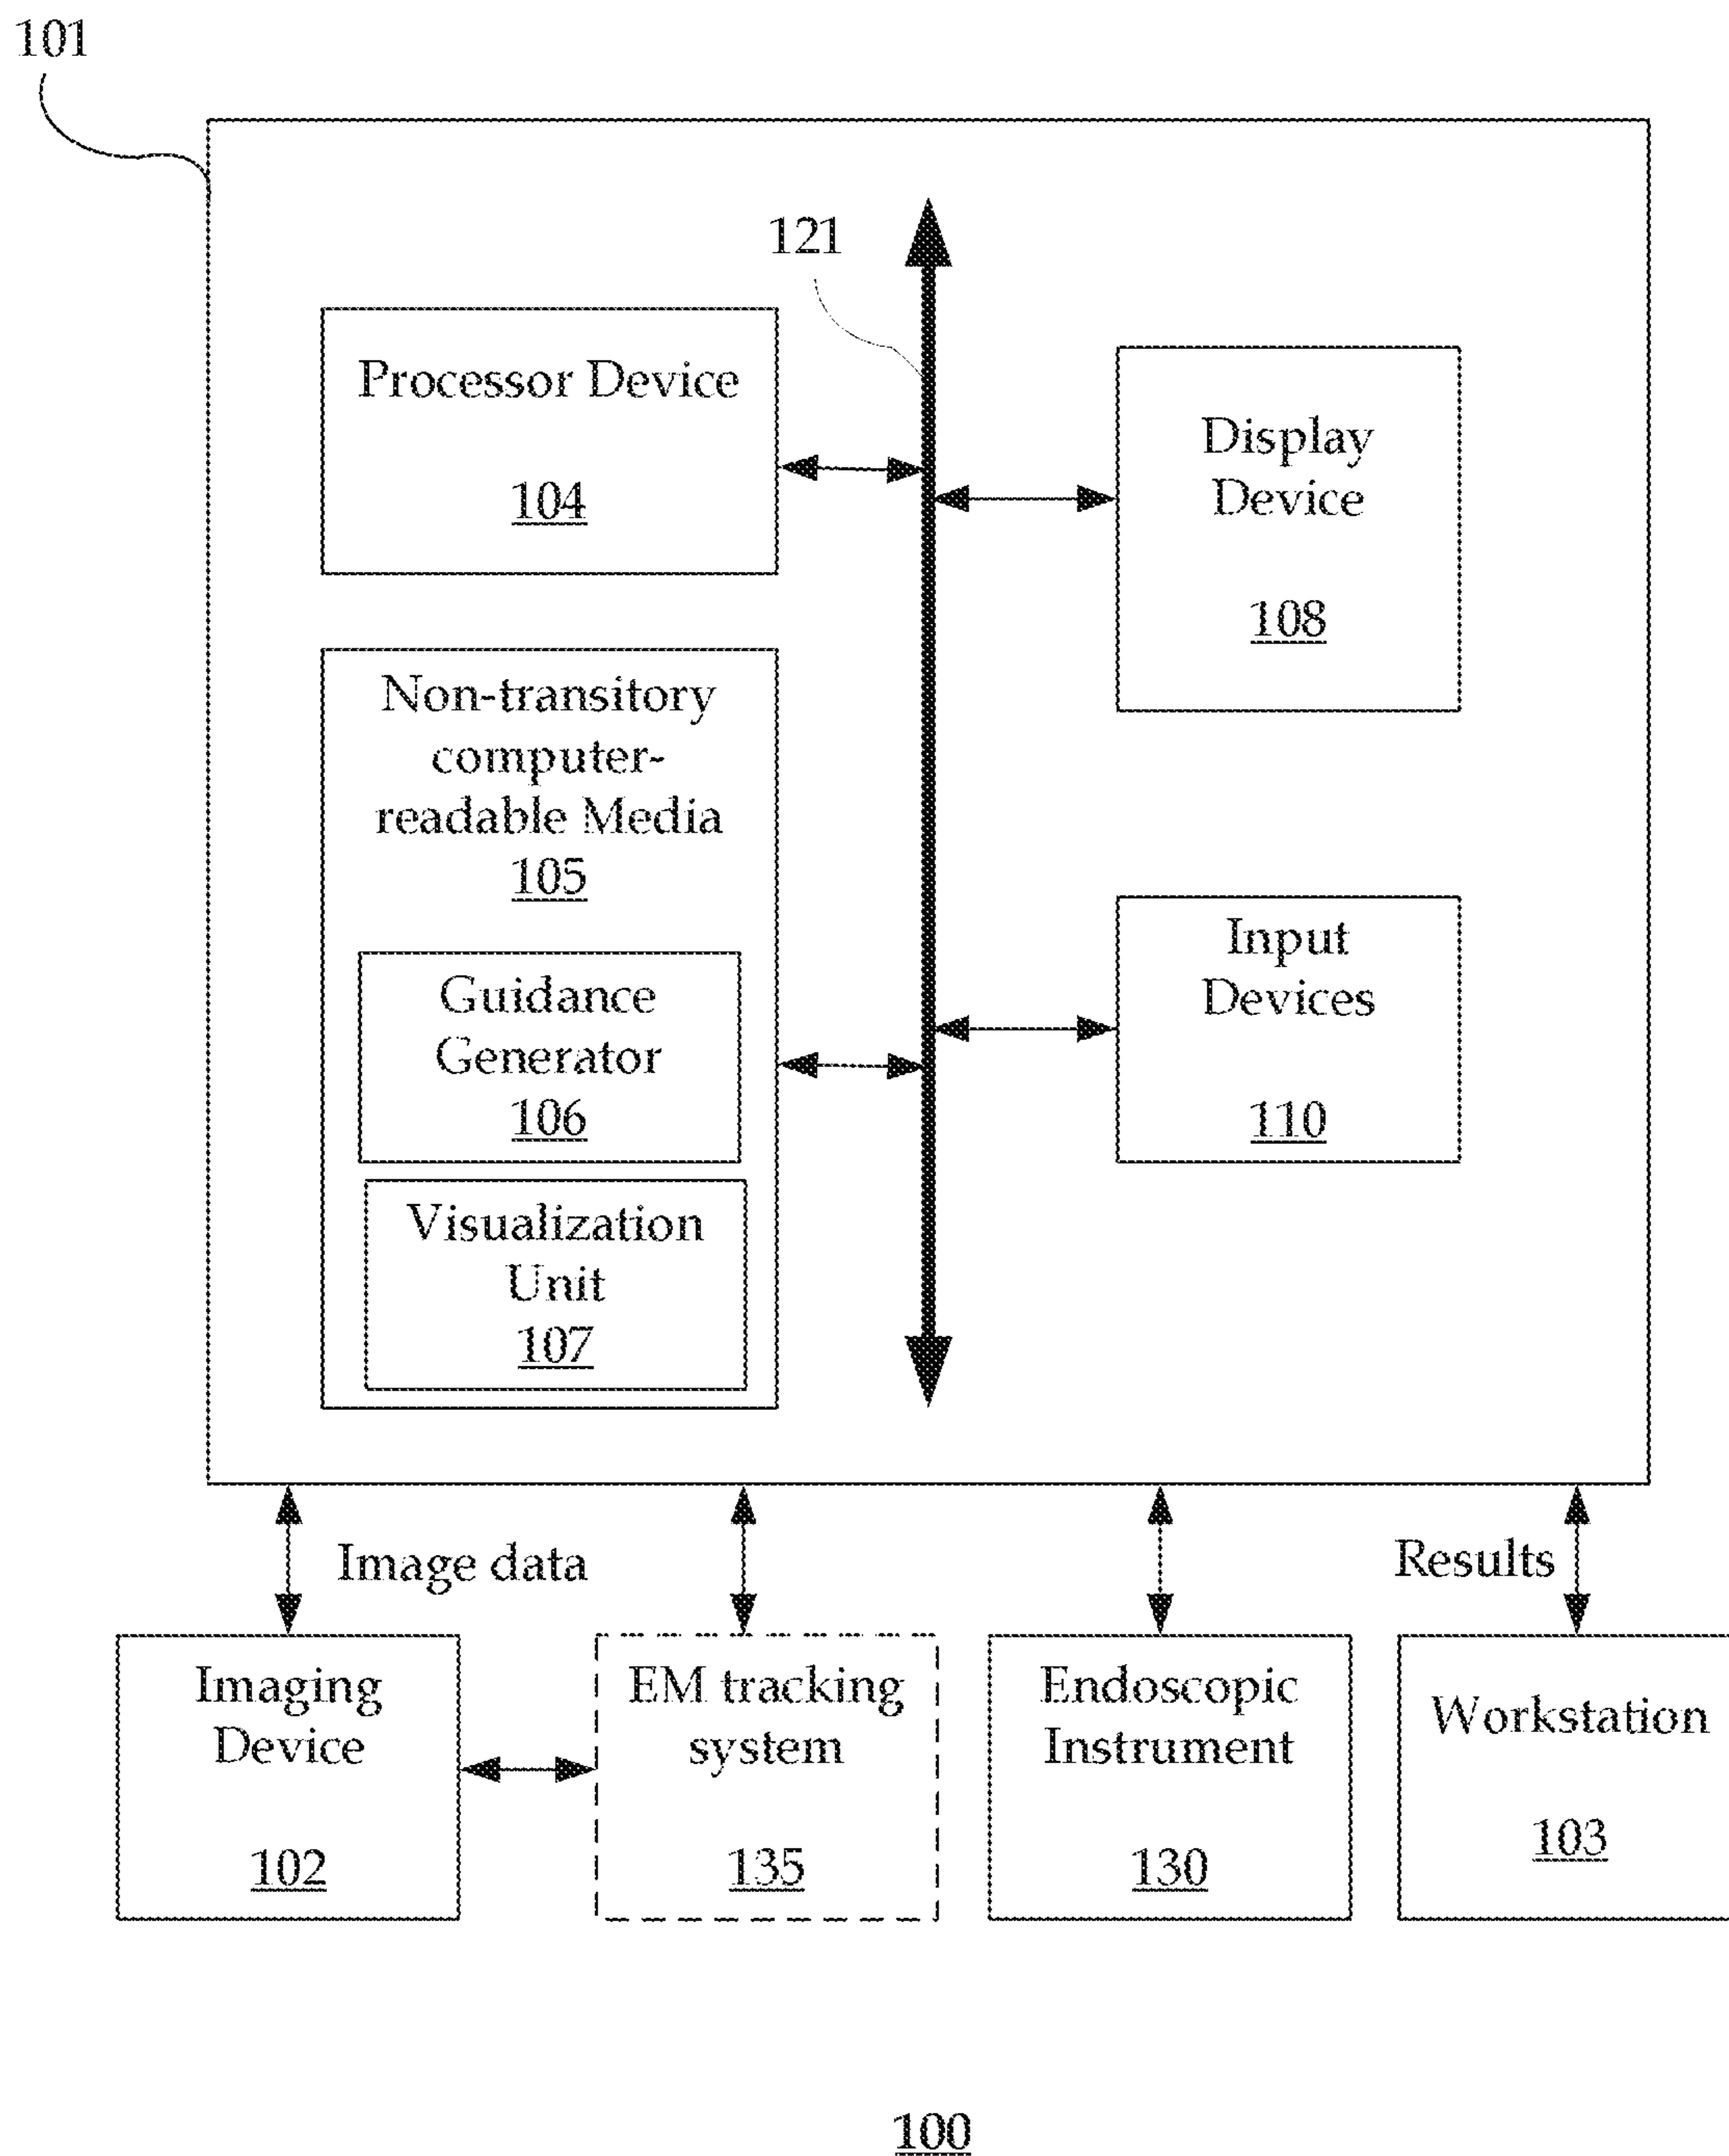 101
121
Processor Device
104
Display
Device
108
Non-transitory
computer-
readable Media
105
Guidance
Generator
106
Visualization
Unit
107
Input
Devices
110
Image data
Results
Imaging
Device
102
EM tracking
system
135
Endoscopic
Instrument
130
Workstation
103
100